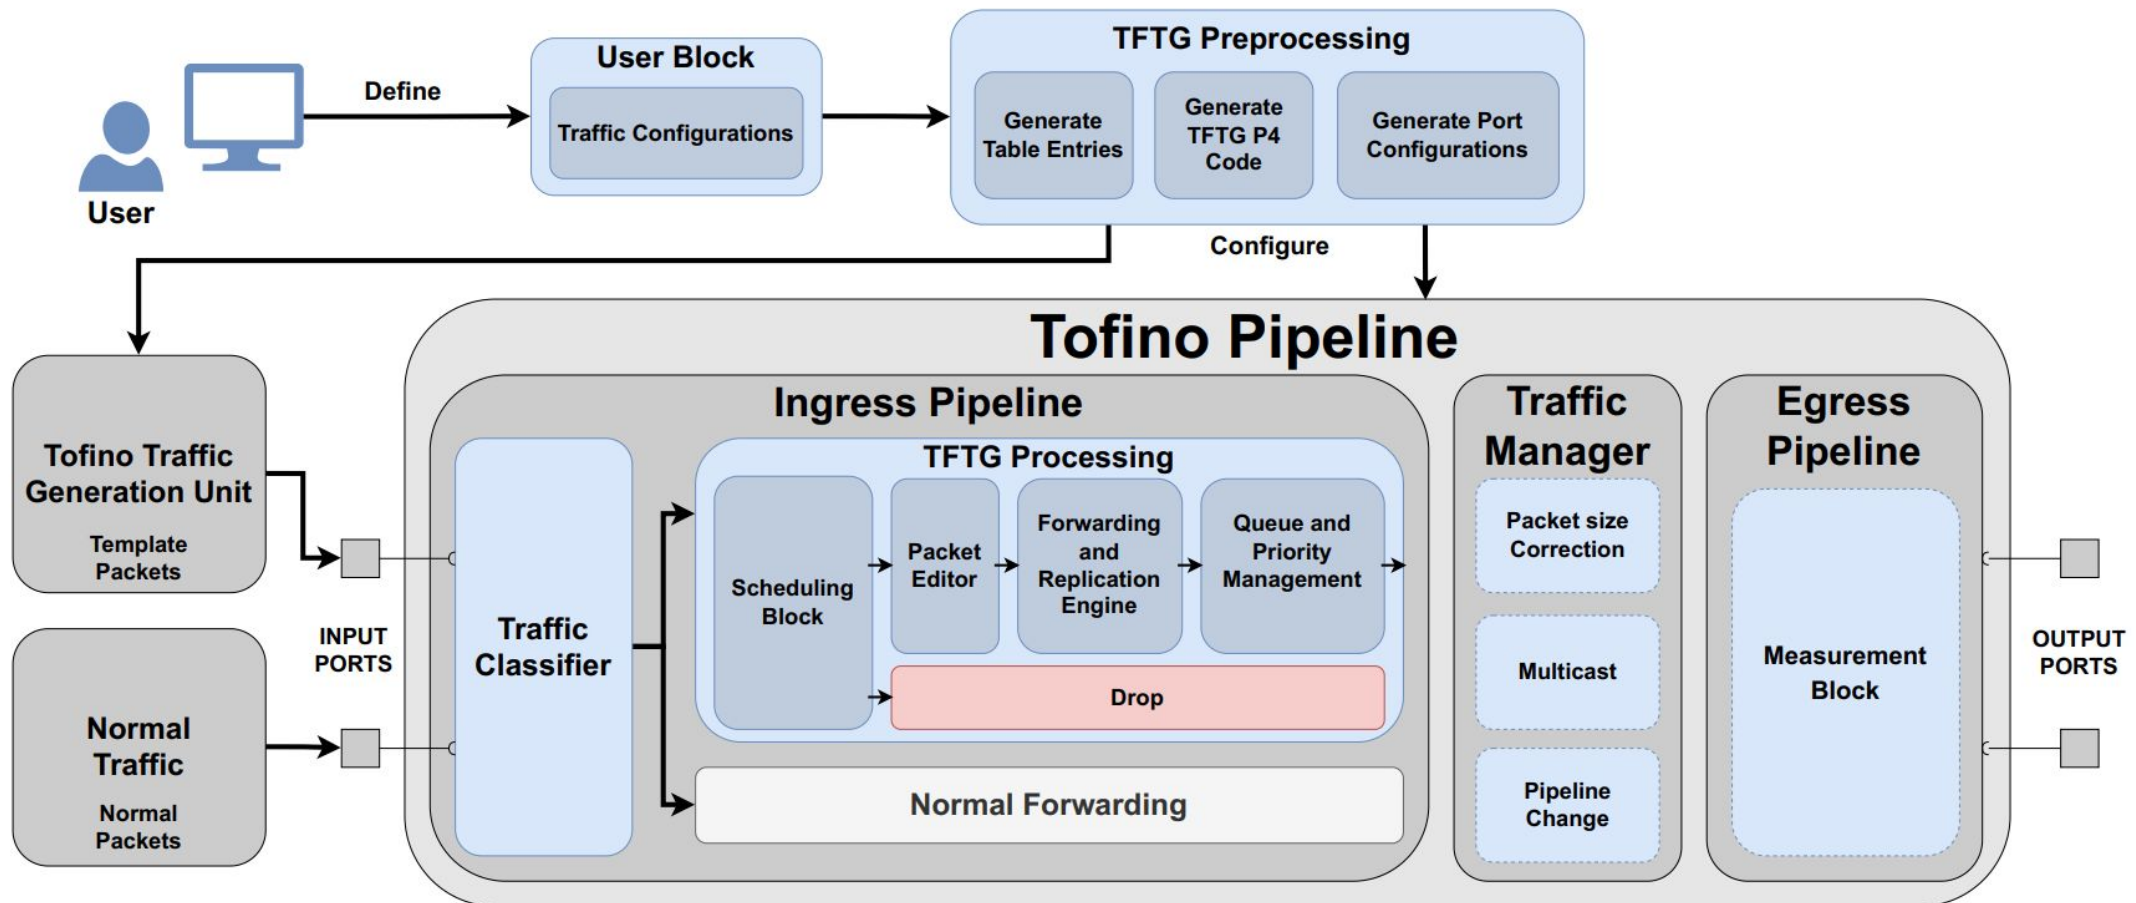 User Block
TFTG Preprocessing
Define
Traffic Configurations
Generate
Table Entries
Generate
TFTG P4
Code
Generate Port
Configurations
User
Configure
Tofino Pipeline
Ingress Pipeline
Traffic
Manager
Egress
Pipeline
Tofino Traffic
Generation Unit
Template
Packets
TFTG Processing
Scheduling
Block
Packet
Editor
Forwarding
and
Replication
Engine
Queue and
Priority
Management
Drop
Packet size
Correction
Multicast
Pipeline
Change
Measurement
Block
INPUT
PORTS
Traffic
Classifier
OUTPUT
PORTS
Normal
Traffic
Normal
Packets
Normal Forwarding